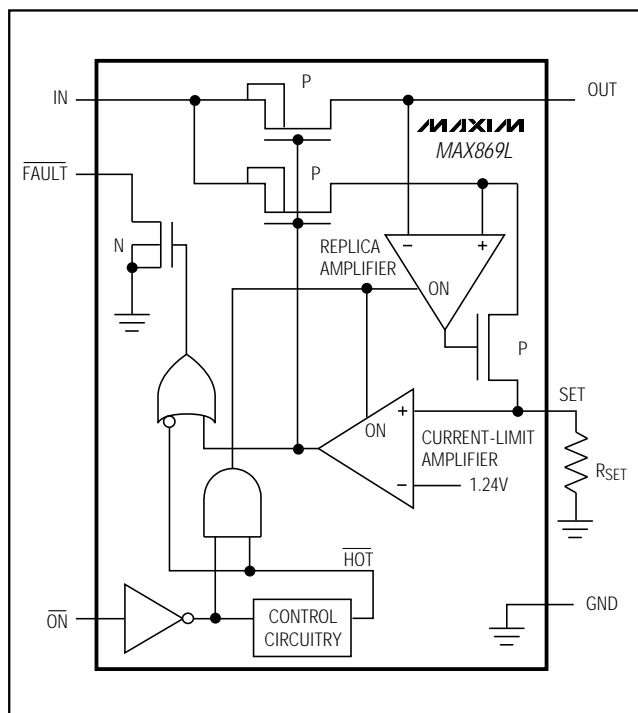 IN
P
OUT
MAXIM
MAX869L
FAULT
P
N
REPLICA
AMPLIFIER
−
+
ON
P
SET
+
ON
CURRENT-LIMIT
AMPLIFIER
−
1.24V
RSET
HOT
ON
CONTROL
CIRCUITRY
GND